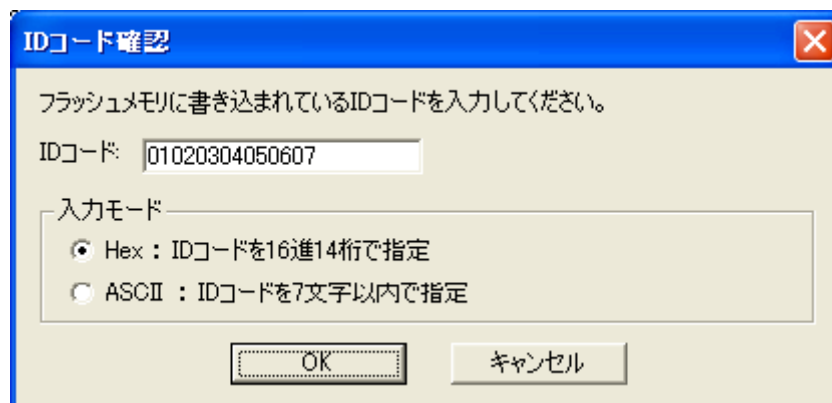 IDコード確認
フラッシュメモリに書き込まれているIDコードを入力してください。
IDコード: 01020304050607
入力モード
Hex : IDコードを16進14桁で指定
ASCII : IDコードを7文字以内で指定
OK キャンセル